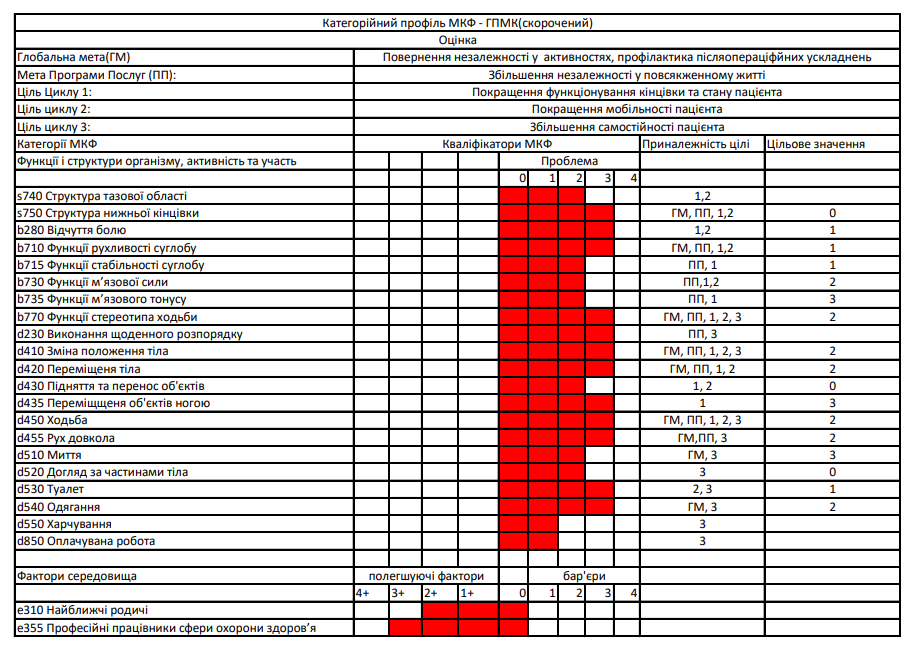 Категорійний профіль МКФ - ГПМК(скорочений)
Оцінка
Глобальна мета(ГМ) Повернення незалежності у активностях, профілактика післяопераційфних ускладнень
Мета Програми Послуг (ПП): Збільшення незалежності у повсякженному житті
Ціль Циклу 1: Покращення функціонування кінцівки та стану пацієнта
Ціль циклу 2: Покращення мобільності пацієнта
Ціль циклу 3: Збільшення самостійності пацієнта
Категорії МКФ Кваліфікатори МКФ Приналежність цілі Цільове значення
Функції і структури організму, активність та участь Проблема
0 1 2 3 4
s740 Структура тазової області 1,2
s750 Структура нижньої кінцівки ГМ, ПП, 1,2 0
b280 Відчуття болю 1,2 1
b710 Функції рухливості суглобу ГМ, ПП, 1,2 1
b715 Функції стабільності суглобу ПП, 1 1
b730 Функції м’язової сили ПП,1,2 2
b735 Функції м’язового тонусу ПП, 1 3
b770 Функції стереотипа ходьби ГМ, ПП, 1, 2, 3 2
d230 Виконання щоденного розпорядку ПП, 3
d410 Зміна положення тіла ГМ, ПП, 1, 2, 3 2
d420 Переміщеня тіла ГМ, ПП, 1, 2 2
d430 Підняття та перенос об'єктів 1, 2 0
d435 Переміщщеня об'єктів ногою 1 3
d450 Ходьба ГМ, ПП, 1, 2, 3 2
d455 Рух довкола ГМ,ПП, 3 2
d510 Миття ГМ, 3 3
d520 Догляд за частинами тіла 3 0
d530 Туалет 2, 3 1
d540 Одягання ГМ, 3 2
d550 Харчування 3
d850 Оплачувана робота 3
Фактори середовища полегшуючі фактори бар'єри
4+ 3+ 2+ 1+ 0 1 2 3 4
e310 Найближчі родичі
e355 Професійні працівники сфери охорони здоров’я